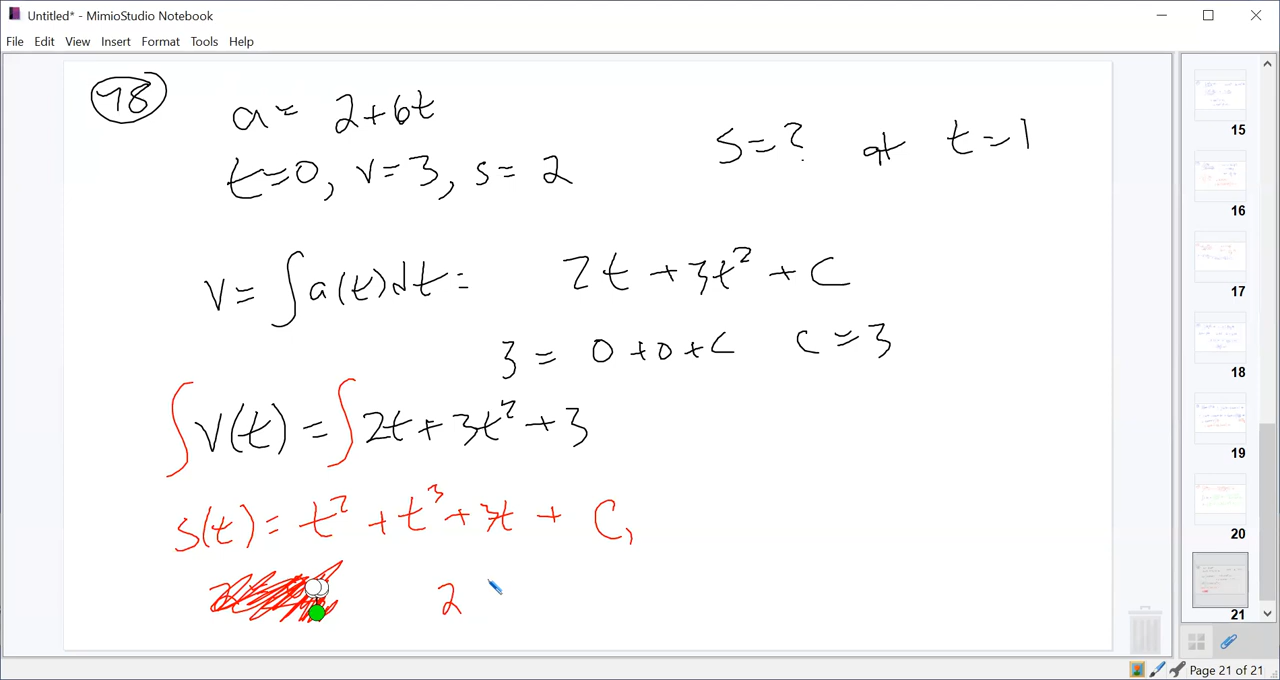 Untitled* - MimioStudio Notebook
File Edit View Insert Format Tools Help
98
a = 2+6t
t=0, v=3, s=2
s=? at t=1
v= ∫a(t)dt= 2t +3t² + C
3 = 0+0+C C=3
∫v(t) = ∫2t+3t²+3
s(t)= t² +t³+3t + C₁
2
15
16
17
18
19
20
21
Page 21 of 21